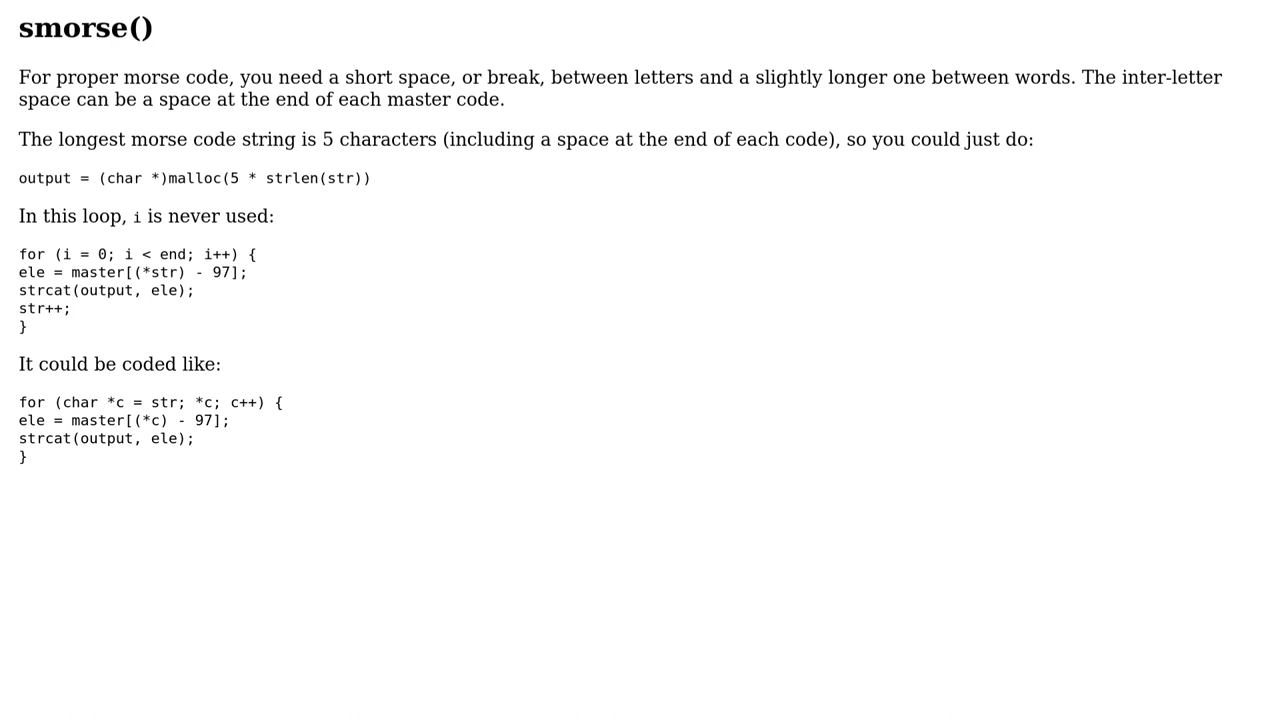 smorse()
For proper morse code, you need a short space, or break, between letters and a slightly longer one between words. The inter-letter
space can be a space at the end of each master code.
The longest morse code string is 5 characters (including a space at the end of each code), so you could just do:
output = (char *)malloc(5 * strlen(str))
In this loop, i is never used:
for (i = 0; i < end; i++) {
ele = master[(*str) - 97];
strcat(output, ele);
str++;
}
It could be coded like:
for (char *c = str; *c; c++) {
ele = master[(*c) - 97];
strcat(output, ele);
}